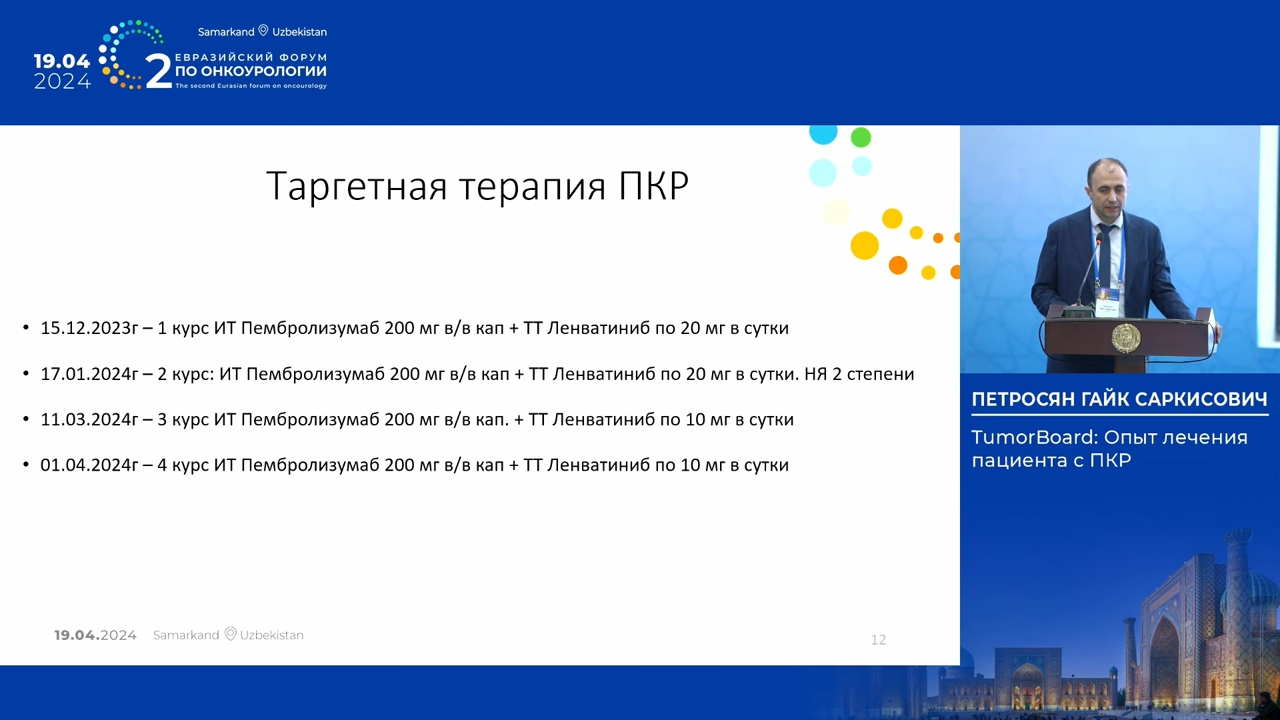 Samarkand Uzbekistan
19.04
2024
2
ЕВРАЗИЙСКИЙ ФОРУМ
ПО ОНКОУРОЛОГИИ
The second Eurasian forum on oncourology
Таргетная терапия ПКР
• 15.12.2023г – 1 курс ИТ Пембролизумаб 200 мг в/в кап + ТТ Ленватиниб по 20 мг в сутки
• 17.01.2024г – 2 курс: ИТ Пембролизумаб 200 мг в/в кап + ТТ Ленватиниб по 20 мг в сутки. НЯ 2 степени
• 11.03.2024г – 3 курс ИТ Пембролизумаб 200 мг в/в кап. + ТТ Ленватиниб по 10 мг в сутки
• 01.04.2024г – 4 курс ИТ Пембролизумаб 200 мг в/в кап + ТТ Ленватиниб по 10 мг в сутки
19.04.2024 Samarkand Uzbekistan
12
ПЕТРОСЯН ГАЙК САРКИСОВИЧ
TumorBoard: Опыт лечения
пациента с ПКР